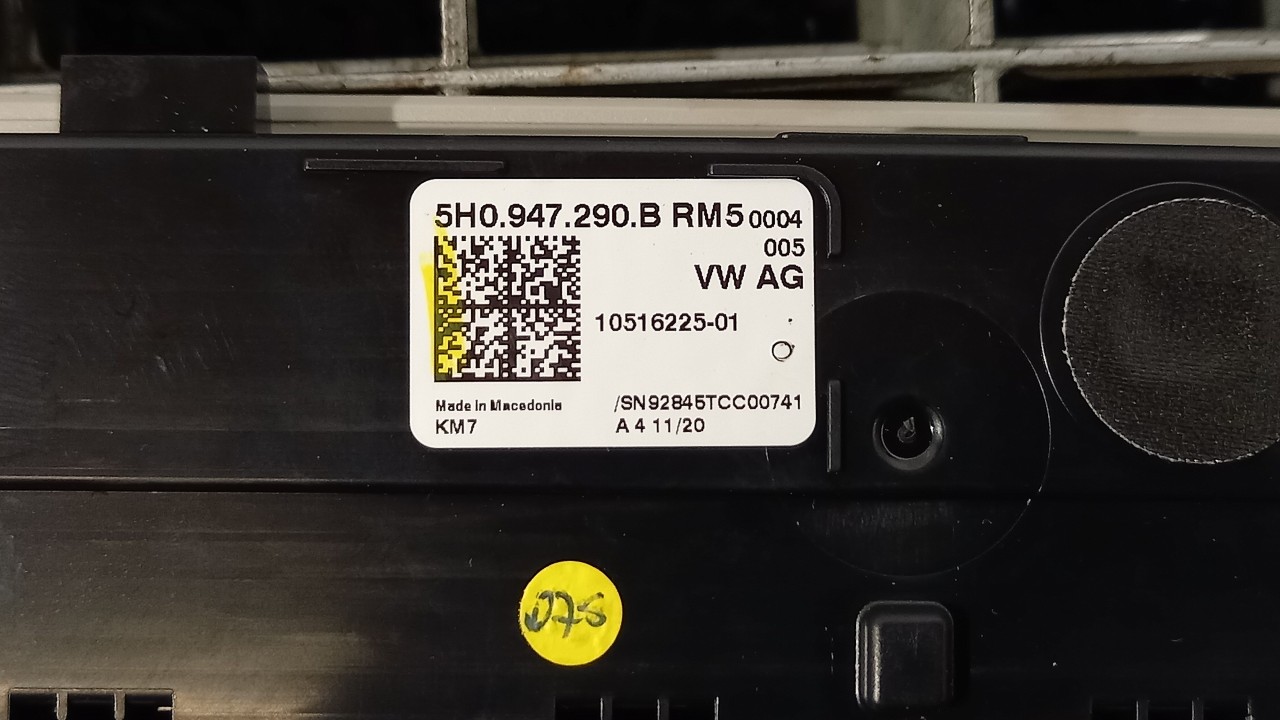 5H0.947.290.B RM5 0004
005
VW AG
10516225-01
Made in Macedonia
/SN92845TCC00741
KM7
A 4 11/20